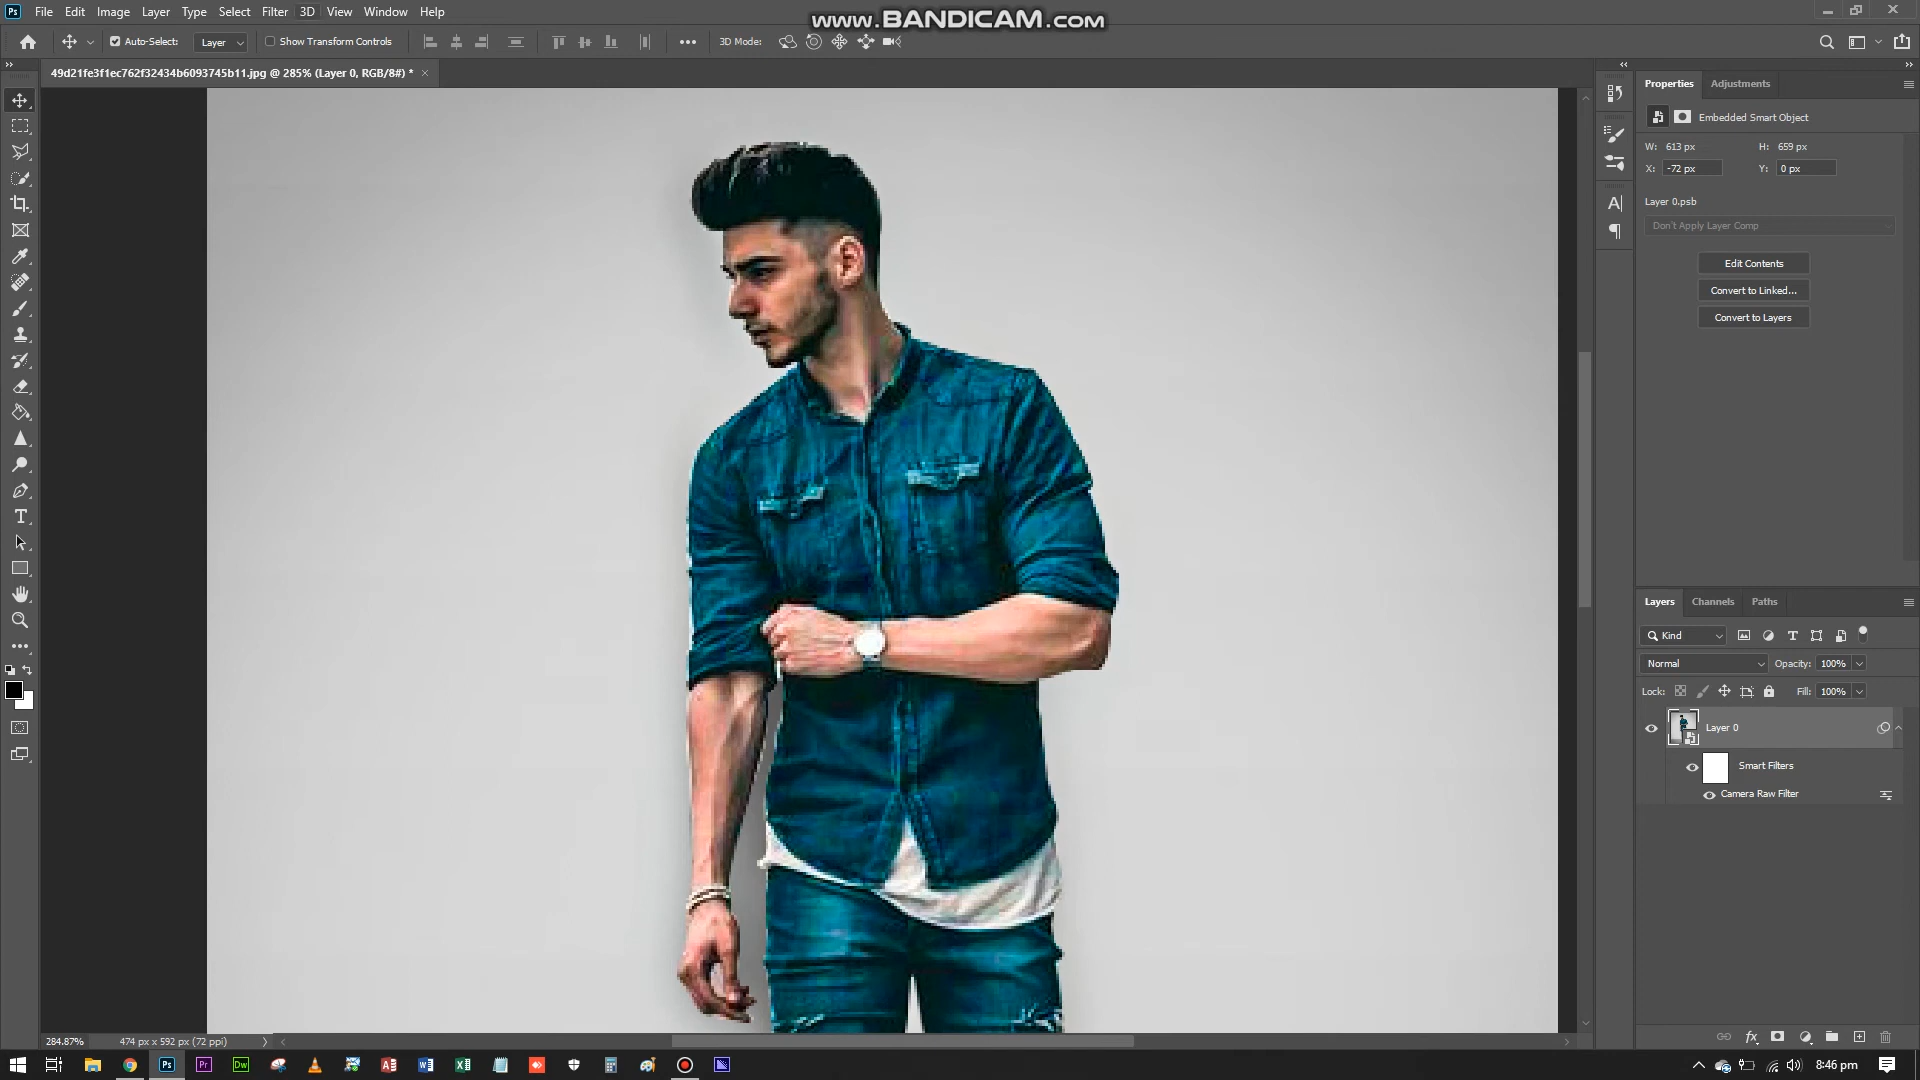 Ps File Edit Image Layer Type Select Filter 3D View Window Help
www.BANDICAM.com
Auto-Select: Layer Show Transform Controls 3D Mode:
49d21fe3f1ec762f32434b6093745b11.jpg @ 285% (Layer 0, RGB/8#) *
Properties Adjustments
Embedded Smart Object
W: 613 px H: 659 px
X: -72 px Y: 0 px
Layer 0.psb
Don't Apply Layer Comp
Edit Contents
Convert to Linked...
Convert to Layers
Layers Channels Paths
Kind
Normal Opacity: 100%
Lock: Fill: 100%
Layer 0
Smart Filters
Camera Raw Filter
284.87% 474 px x 592 px (72 ppi)
Ps Pr Dw
8:46 pm